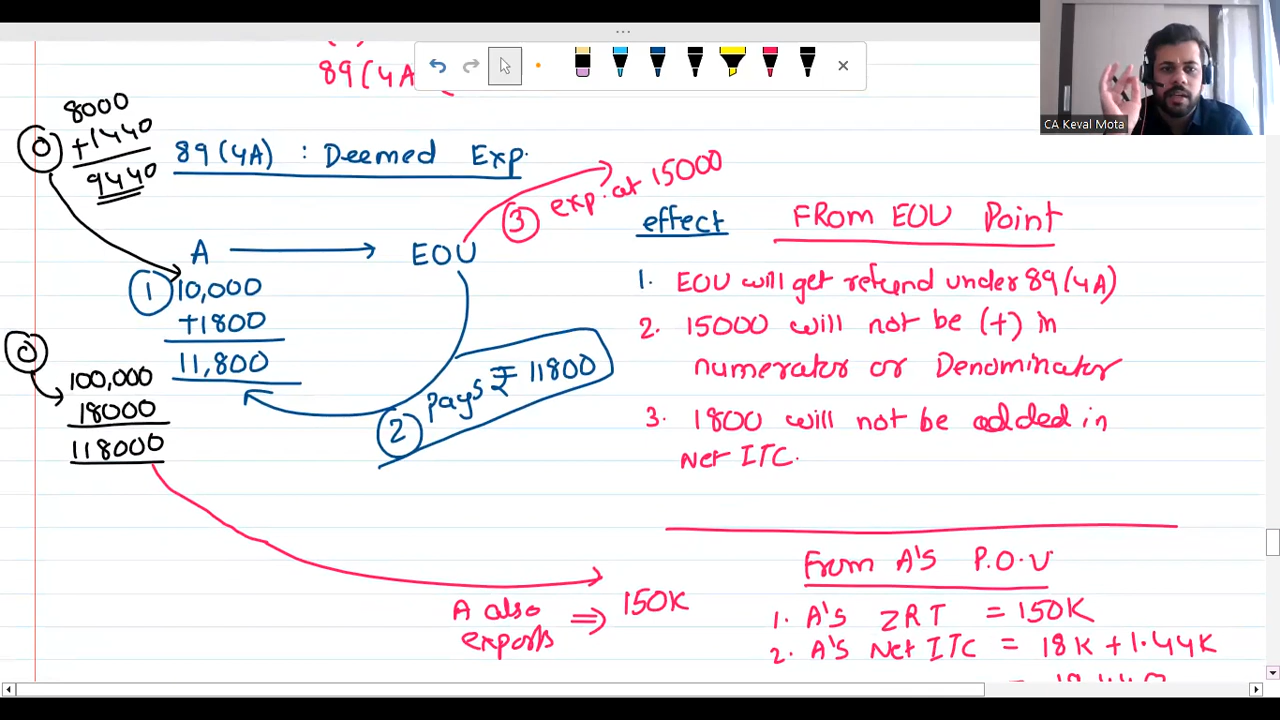 89(4A
CA Keval Mota
8000
+1440
9440
0
89(4A) : Deemed Exp.
3 exp. at 15000
A
EOU
1
10,000
+1800
11,800
2 Pays ₹ 11800
0
100,000
18000
118000
A also
exports
⇒ 150K
effect
FROM EOU Point
1. EOU will get refund under 89(4A)
2. 15000 will not be (+) in
numerator or Denominator
3. 1800 will not be added in
Net ITC.
From A'S P.O.V
1. A'S ZRT = 150K
2. A'S Net ITC = 18K + 1.44K